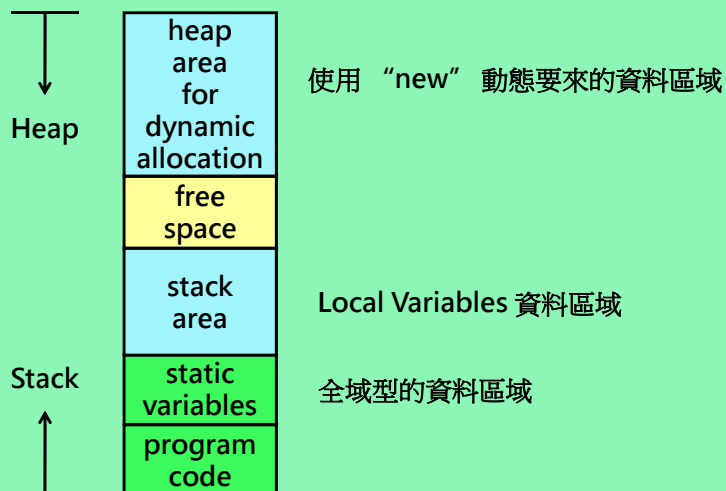 heap
area
for
dynamic
allocation
使用 “new” 動態要來的資料區域
Heap
free
space
stack
area
Local Variables 資料區域
Stack
static
variables
全域型的資料區域
program
code